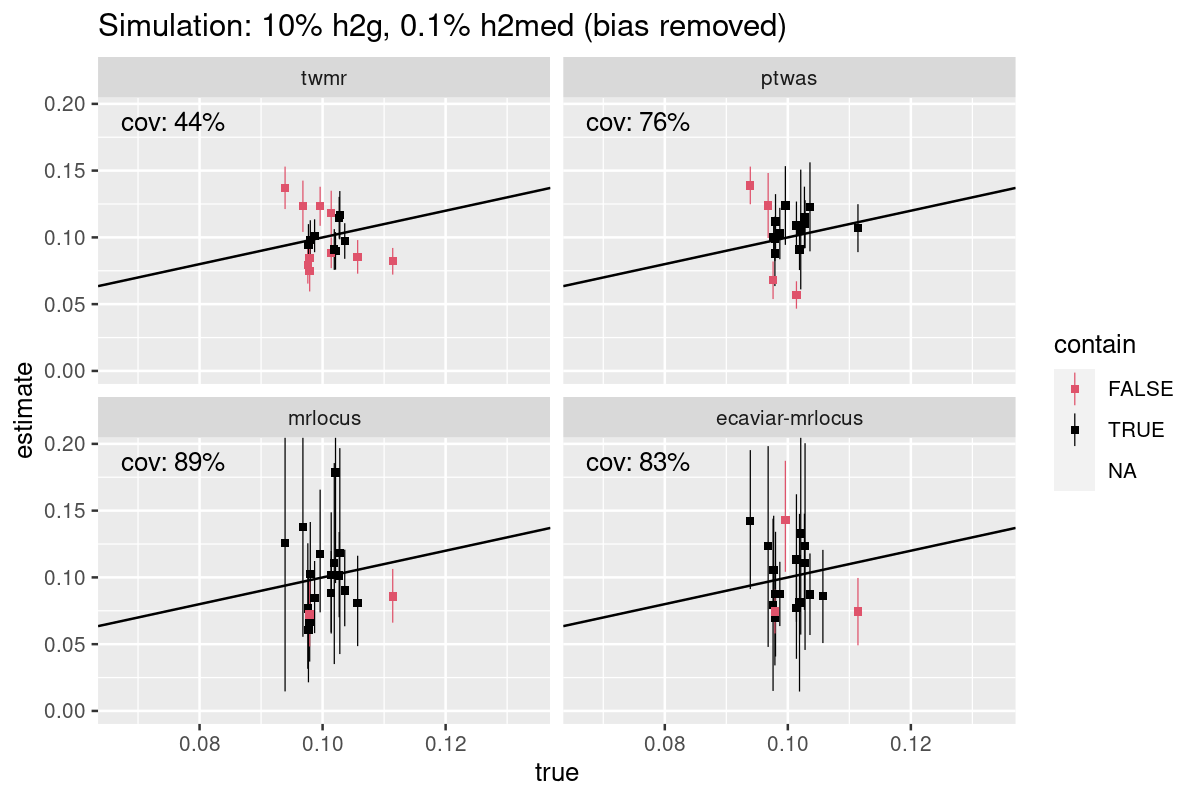 Simulation: 10% h2g, 0.1% h2med (bias removed)
twmr
ptwas
0.20
0.15
0.10
0.05
0.00
cov: 44%
cov: 76%
mrlocus
ecaviar-mrlocus
0.20
0.15
0.10
0.05
0.00
cov: 89%
cov: 83%
0.08
0.10
0.12
0.08
0.10
0.12
true
estimate
contain
FALSE
TRUE
NA